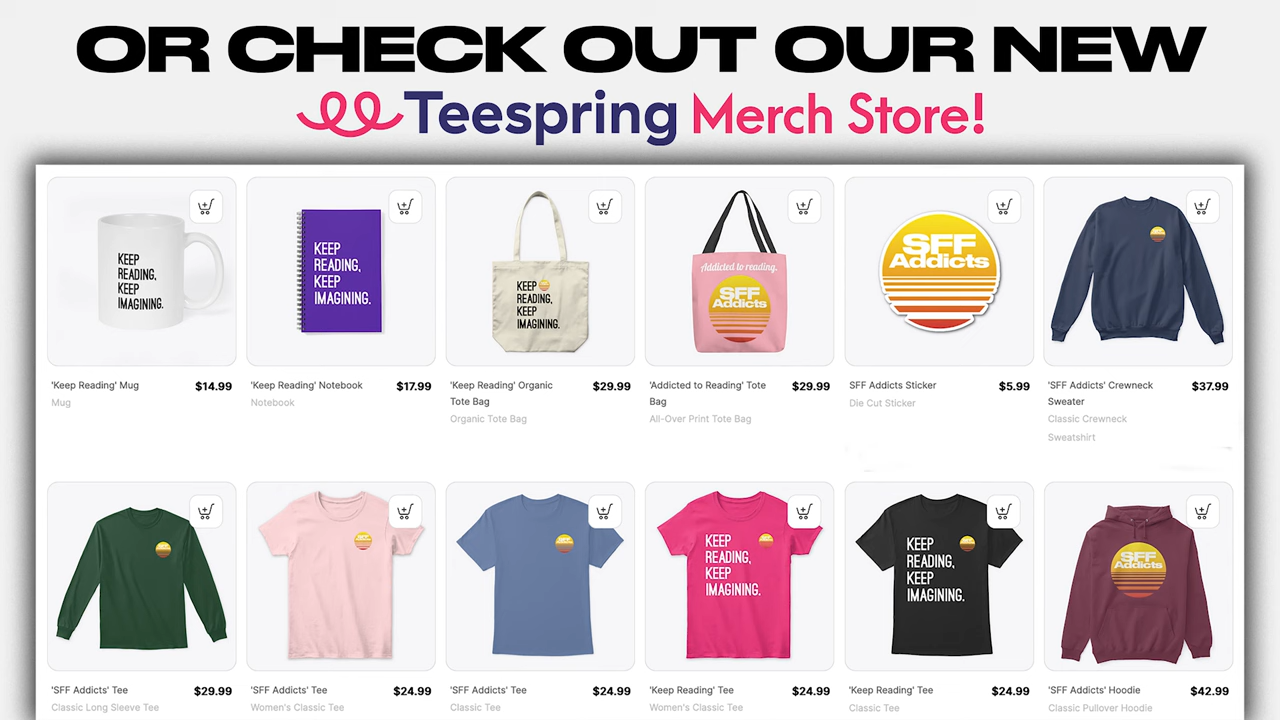 OR CHECK OUT OUR NEW
Teespring Merch Store!
KEEP
READING,
KEEP
IMAGINING.
'Keep Reading' Mug $14.99
Mug
KEEP
READING,
KEEP
IMAGINING.
'Keep Reading' Notebook $17.99
Notebook
KEEP
READING,
KEEP
IMAGINING.
'Keep Reading' Organic $29.99
Tote Bag
Organic Tote Bag
Addicted to reading.
SFF
Addicts
'Addicted to Reading' Tote $29.99
Bag
All-Over Print Tote Bag
SFF
Addicts
SFF Addicts Sticker $5.99
Die Cut Sticker
'SFF Addicts' Crewneck $37.99
Sweater
Classic Crewneck
Sweatshirt
'SFF Addicts' Tee $29.99
Classic Long Sleeve Tee
'SFF Addicts' Tee $24.99
Women's Classic Tee
'SFF Addicts' Tee $24.99
Classic Tee
KEEP
READING,
KEEP
IMAGINING.
'Keep Reading' Tee $24.99
Women's Classic Tee
KEEP
READING,
KEEP
IMAGINING.
'Keep Reading' Tee $24.99
Classic Tee
SFF
Addicts
'SFF Addicts' Hoodie $42.99
Classic Pullover Hoodie